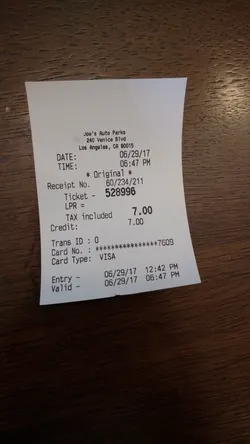 Joe's Auto Parks
240 Venice Blvd
Los Angeles, CA 90015
DATE: 06/29/17
TIME: 06:47 PM
* Original *
Receipt No. 60/234/211
Ticket - 528996
LPR =
TAX included 7.00
Credit: 7.00
Trans ID : 0
Card No. : ****************7609
Card Type: VISA
Entry - 06/29/17 12:42 PM
Valid - 06/29/17 06:47 PM